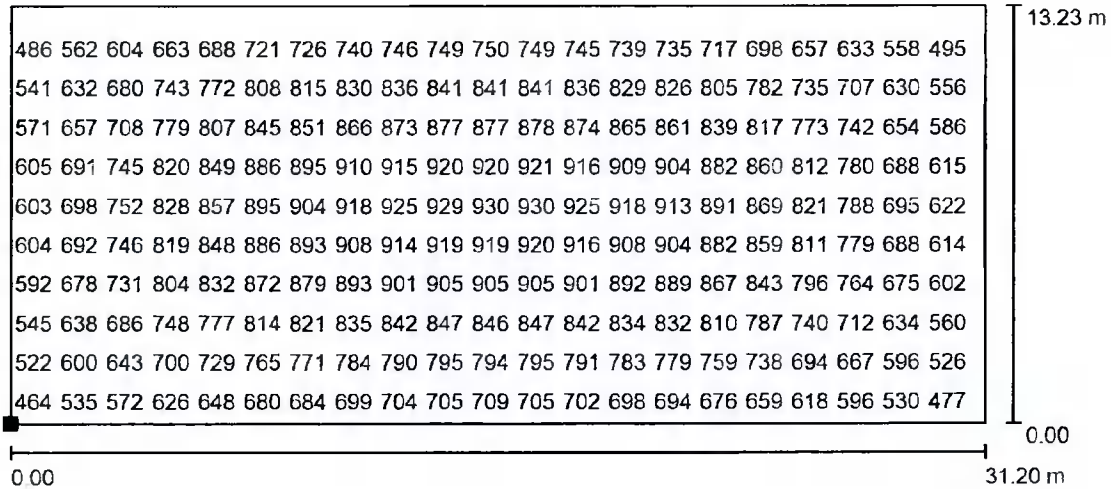 13.23 m
486 562 604 663 688 721 726 740 746 749 750 749 745 739 735 717 698 657 633 558 495
541 632 680 743 772 808 815 830 836 841 841 841 836 829 826 805 782 735 707 630 556
571 657 708 779 807 845 851 866 873 877 877 878 874 865 861 839 817 773 742 654 586
605 691 745 820 849 886 895 910 915 920 920 921 916 909 904 882 860 812 780 688 615
603 698 752 828 857 895 904 918 925 929 930 930 925 918 913 891 869 821 788 695 622
604 692 746 819 848 886 893 908 914 919 919 920 916 908 904 882 859 811 779 688 614
592 678 731 804 832 872 879 893 901 905 905 905 901 892 889 867 843 796 764 675 602
545 638 686 748 777 814 821 835 842 847 846 847 842 834 832 810 787 740 712 634 560
522 600 643 700 729 765 771 784 790 795 794 795 791 783 779 759 738 694 667 596 526
464 535 572 626 648 680 684 699 704 705 709 705 702 698 694 676 659 618 596 530 477
0.00
0.00 31.20 m